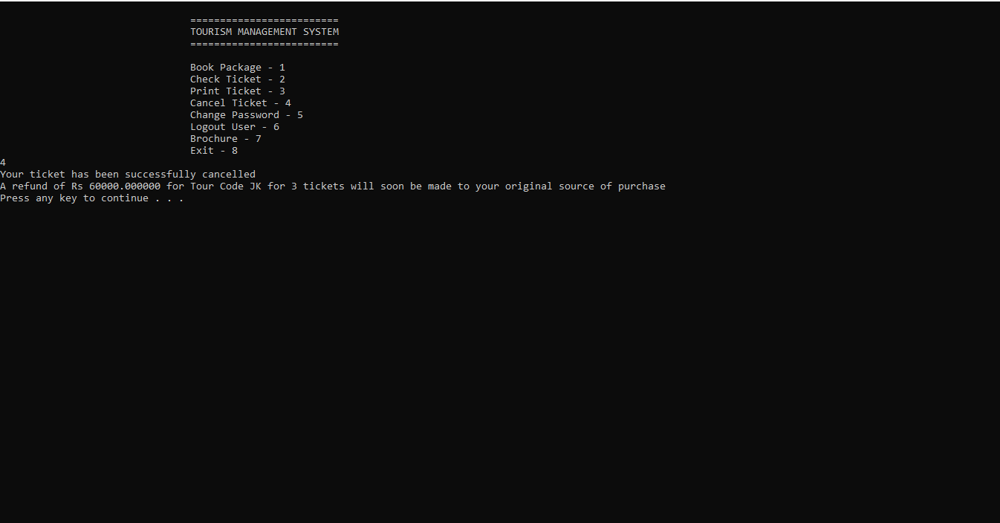 =========================
TOURISM MANAGEMENT SYSTEM
=========================
Book Package - 1
Check Ticket - 2
Print Ticket - 3
Cancel Ticket - 4
Change Password - 5
Logout User - 6
Brochure - 7
Exit - 8
4
Your ticket has been successfully cancelled
A refund of Rs 60000.000000 for Tour Code JK for 3 tickets will soon be made to your original source of purchase
Press any key to continue . . .